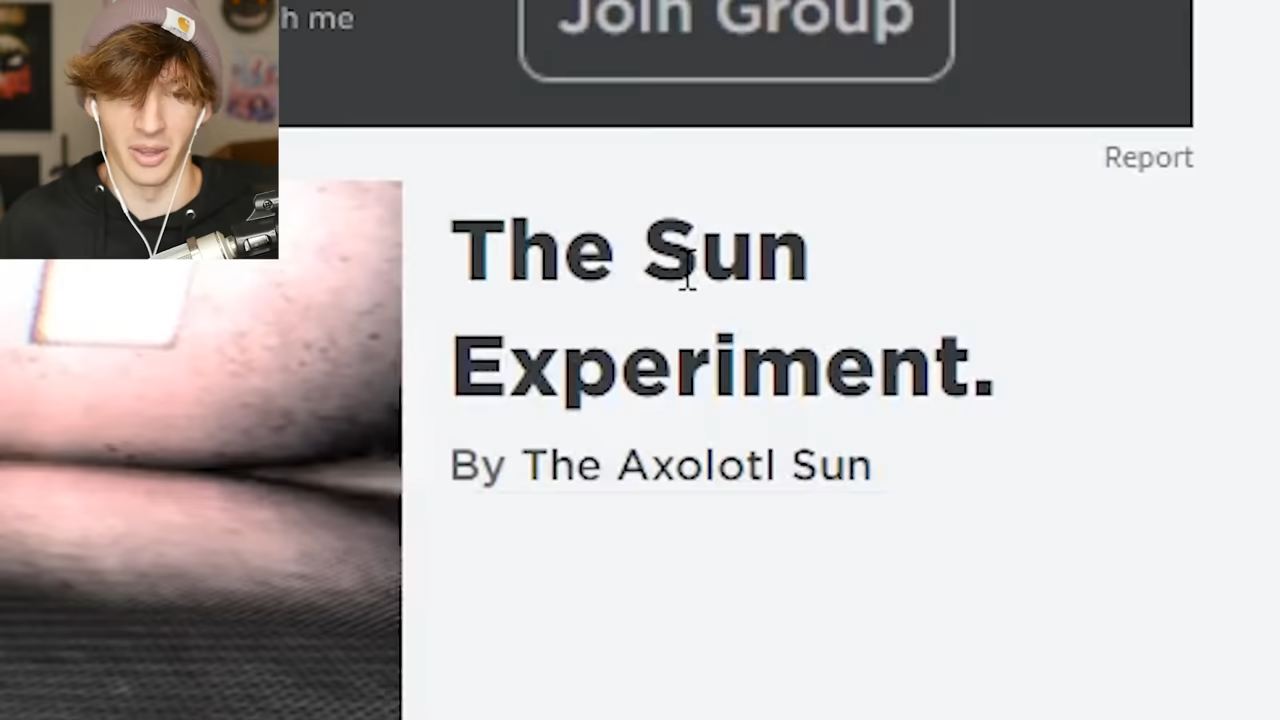 h me
Join Group
Report
The Sun
Experiment.
By The Axolotl Sun